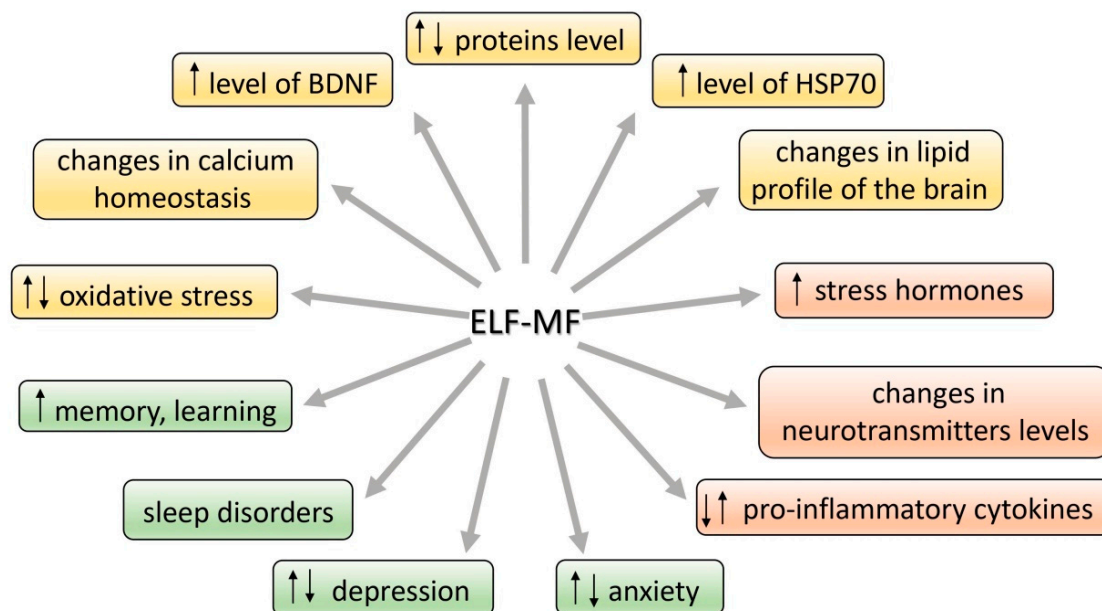 ↑↓ proteins level
↑ level of BDNF
↑ level of HSP70
changes in calcium
homeostasis
changes in lipid
profile of the brain
↑↓ oxidative stress
↑ stress hormones
ELF-MF
↑ memory, learning
changes in
neurotransmitters levels
sleep disorders
↓↑ pro-inflammatory cytokines
↑↓ depression
↑↓ anxiety